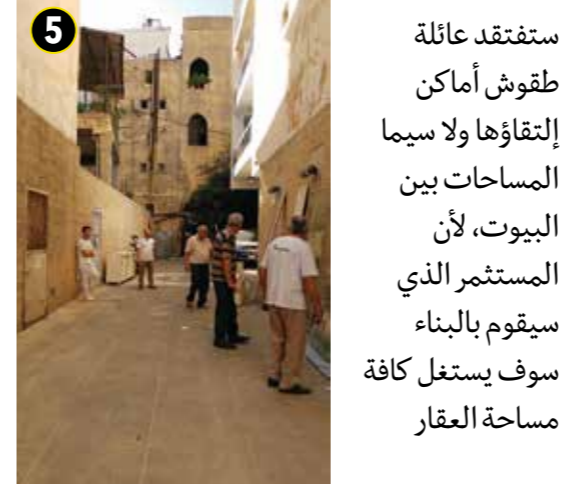 5
ستفتقد عائلة
طقوش أماكن
إلتقاؤها ولا سيما
المساحات بين
البيوت، لأن
المستثمر الذي
سيقوم بالبناء
سوف يستغل كافة
مساحة العقار